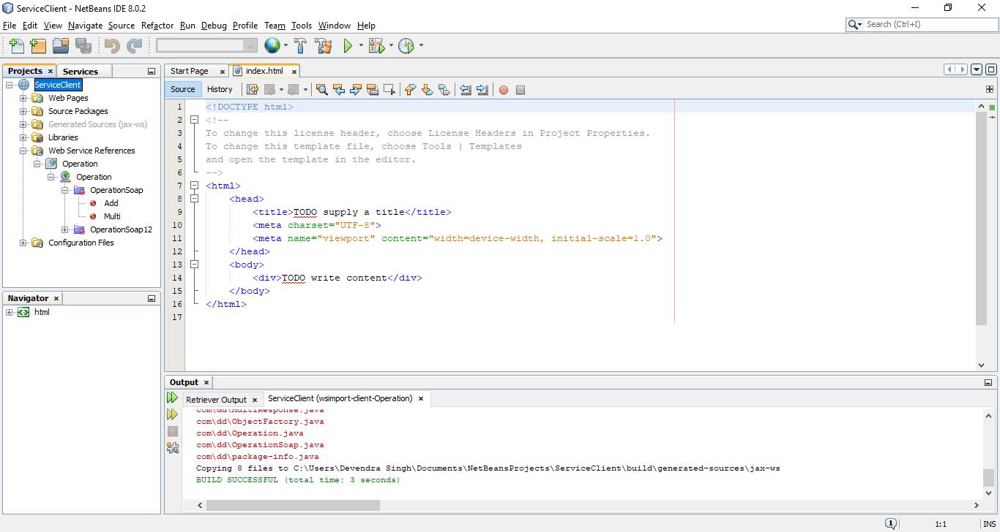 ServiceClient - NetBeans IDE 8.0.2
File Edit View Navigate Source Refactor Run Debug Profile Team Tools Window Help
Search (Ctrl+I)
Projects × Services
ServiceClient
Web Pages
Source Packages
Generated Sources (jax-ws)
Libraries
Web Service References
Operation
Operation
OperationSoap
Add
Multi
OperationSoap12
Configuration Files
Navigator ×
html
Start Page × index.html ×
Source History
1 <!DOCTYPE html>
2 <!--
3 To change this license header, choose License Headers in Project Properties.
4 To change this template file, choose Tools | Templates
5 and open the template in the editor.
6 -->
7 <html>
8 <head>
9 <title>TODO supply a title</title>
10 <meta charset="UTF-8">
11 <meta name="viewport" content="width=device-width, initial-scale=1.0">
12 </head>
13 <body>
14 <div>TODO write content</div>
15 </body>
16 </html>
17
Output ×
Retriever Output × ServiceClient (wsimport-client-Operation) ×
com\dd\MultiResponse.java
com\dd\ObjectFactory.java
com\dd\Operation.java
com\dd\OperationSoap.java
com\dd\package-info.java
Copying 8 files to C:\Users\Devendra Singh\Documents\NetBeansProjects\ServiceClient\build\generated-sources\jax-ws
BUILD SUCCESSFUL (total time: 3 seconds)
1 1:1 INS